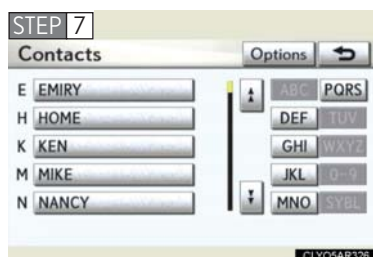 STEP 7
Contacts Options
E EMIRY ABC PQRS
H HOME DEF TUV
K KEN GHI WXYZ
M MIKE JKL 0-9
N NANCY MNO SYBL
CLYO5AR326